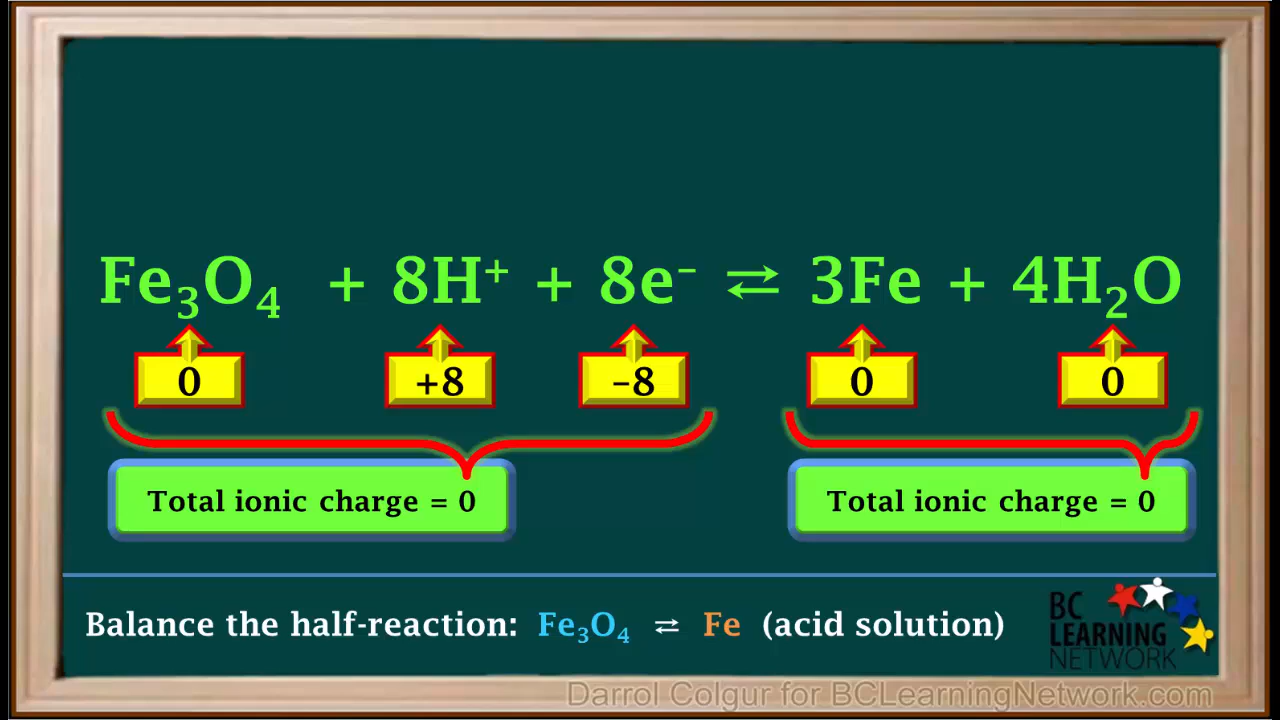 Fe₃O₄ + 8H⁺ + 8e⁻ ⇌ 3Fe + 4H₂O
0 +8 –8 0 0
Total ionic charge = 0 Total ionic charge = 0
Balance the half-reaction: Fe₃O₄ ⇌ Fe (acid solution)
BC
LEARNING
NETWORK
Darrol Colgur for BCLearningNetwork.com